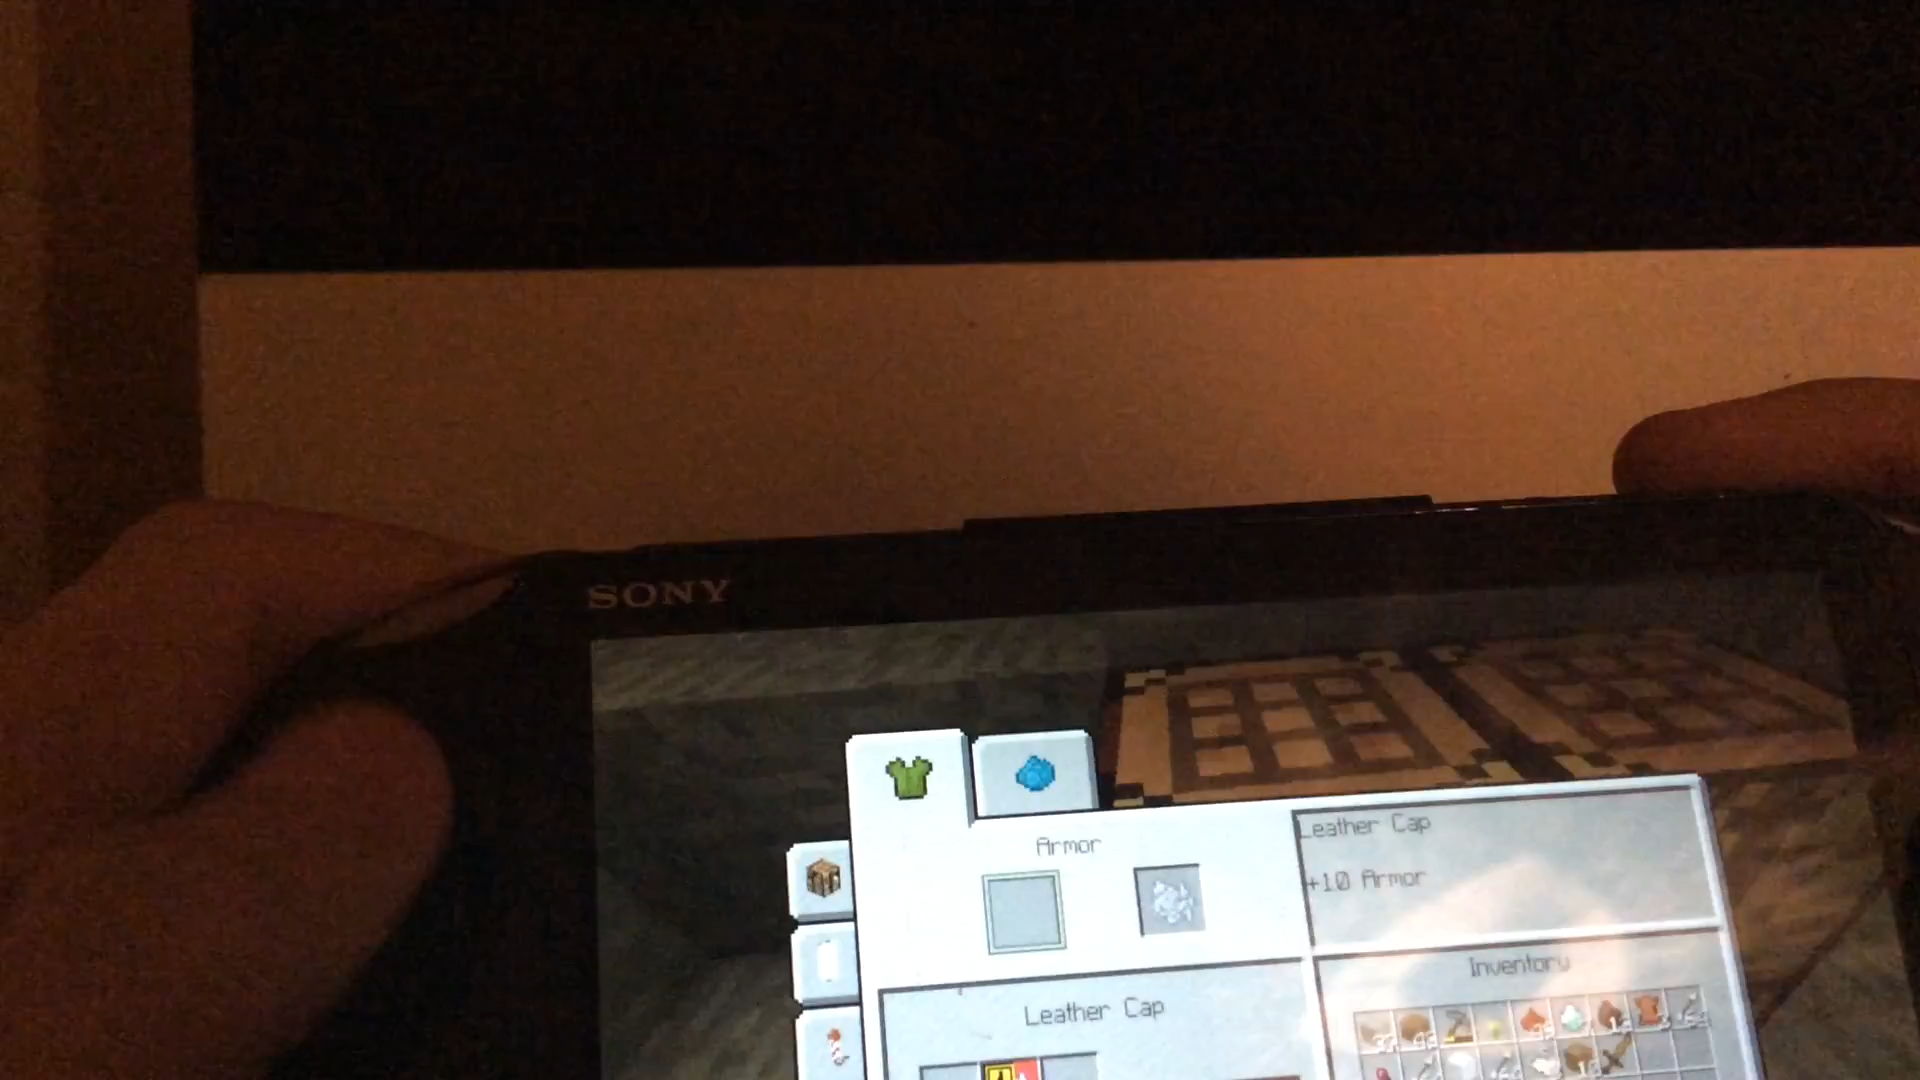 SONY
Armor
Leather Cap
+10 Armor
Inventory
Leather Cap